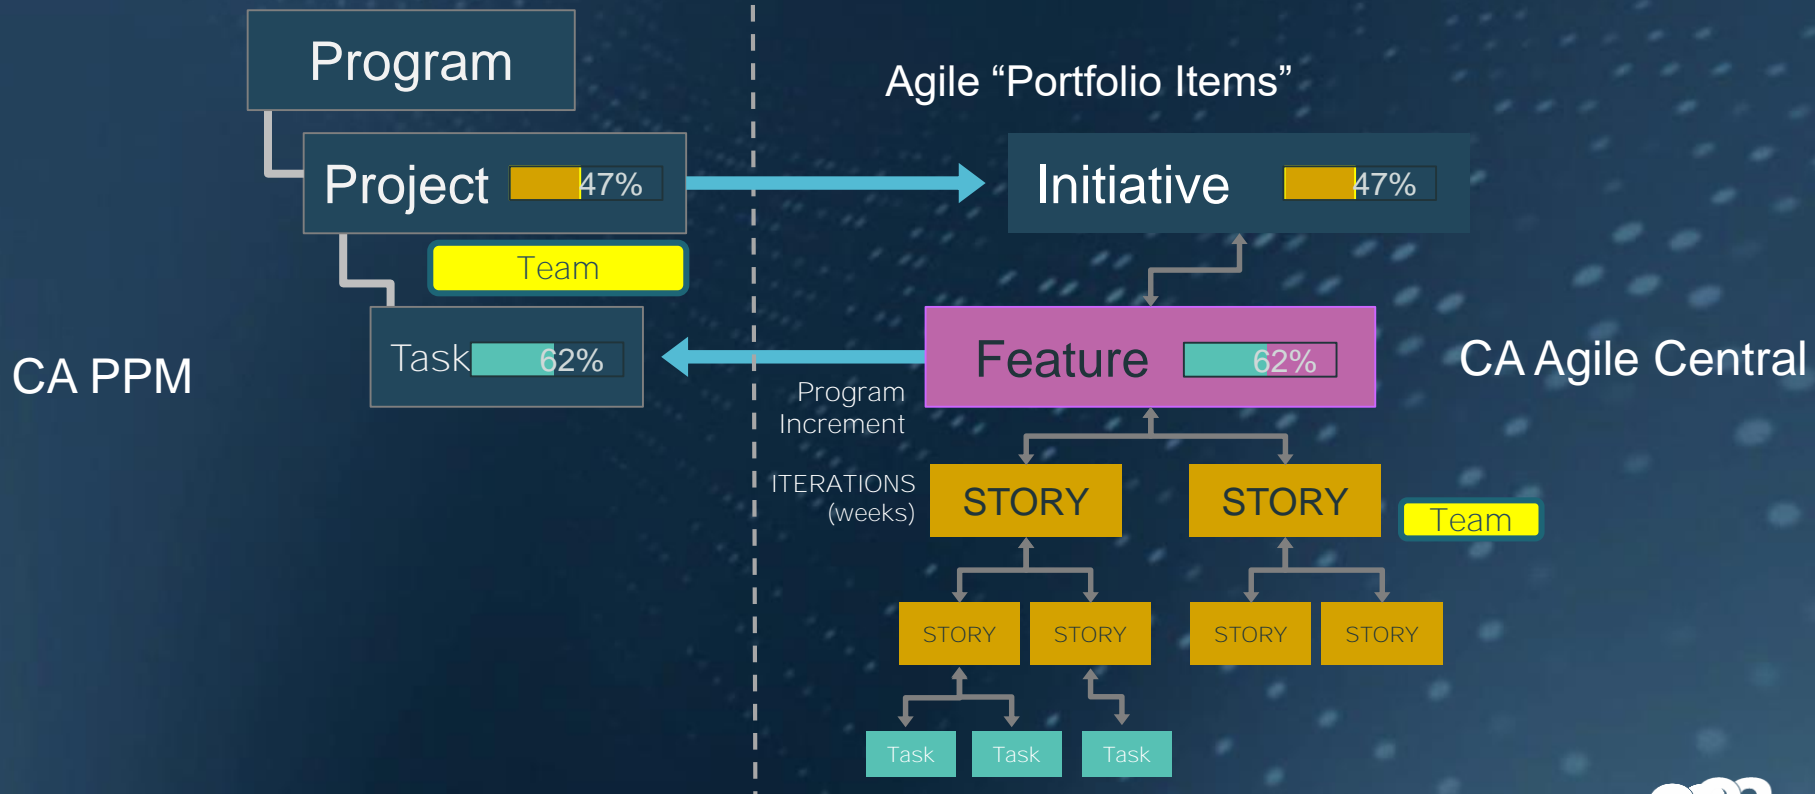 Program
Agile “Portfolio Items”
Project 47%
Initiative 47%
Team
Task 62%
Feature 62%
CA PPM
CA Agile Central
Program
Increment
ITERATIONS
(weeks)
STORY
STORY
Team
STORY
STORY
STORY
STORY
Task
Task
Task